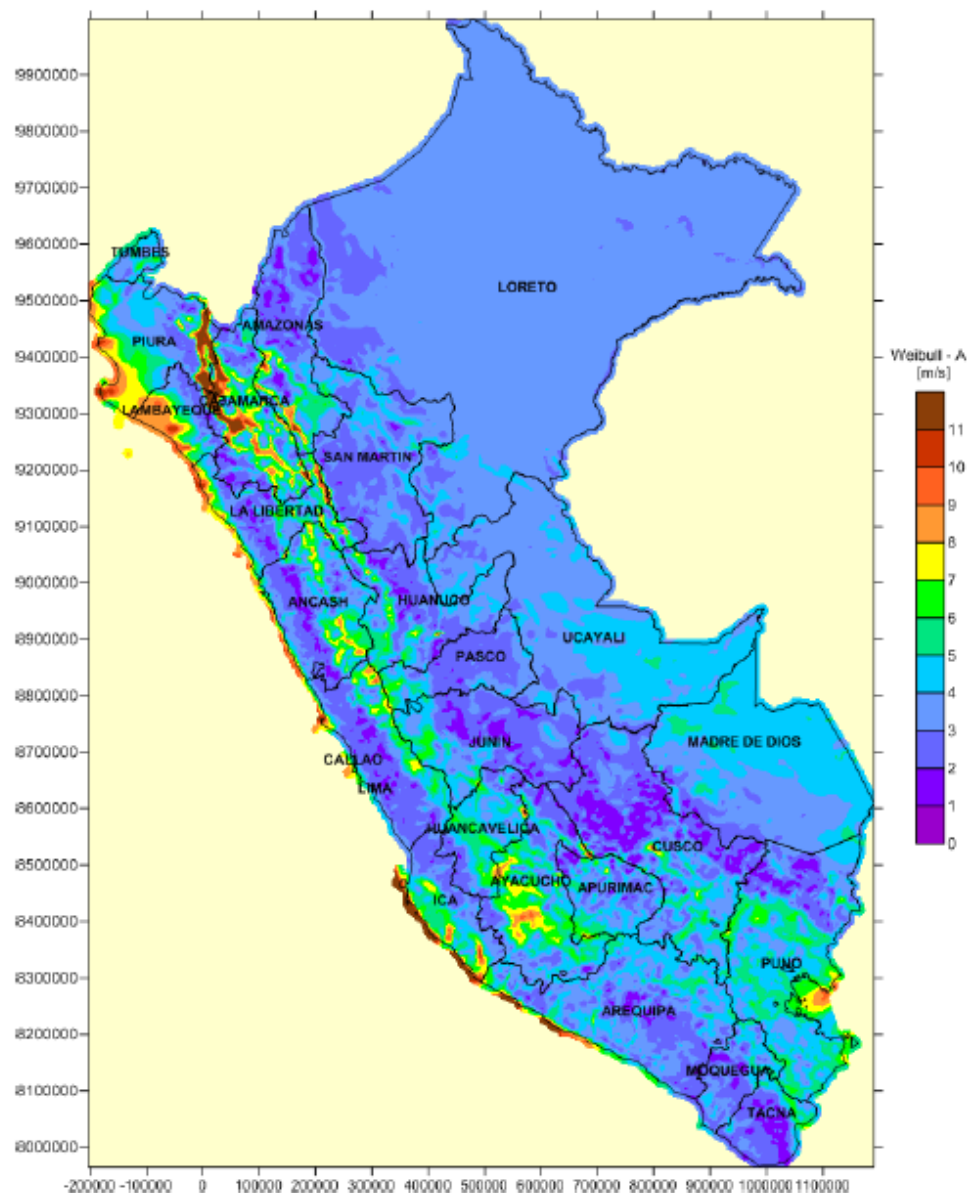 9900000
9800000
9700000
9600000
9500000
9400000
9300000
9200000
9100000
9000000
8900000
8800000
8700000
8600000
8500000
8400000
8300000
8200000
8100000
8000000
TUMBES
LORETO
AMAZONAS
PIURA
CAJAMARCA
LAMBAYEQUE
SAN MARTIN
LA LIBERTAD
ANCASH
HUANUCO
UCAYALI
PASCO
JUNIN
MADRE DE DIOS
CALLAO
LIMA
HUANCAVELICA
CUSCO
AYACUCHO
APURIMAC
ICA
PUNO
AREQUIPA
MOQUEGUA
TACNA
Weibull - A
[m/s]
11
10
9
8
7
6
5
4
3
2
1
0
-200000 -100000 0 100000 200000 300000 400000 500000 600000 700000 800000 900000 1000000 1100000